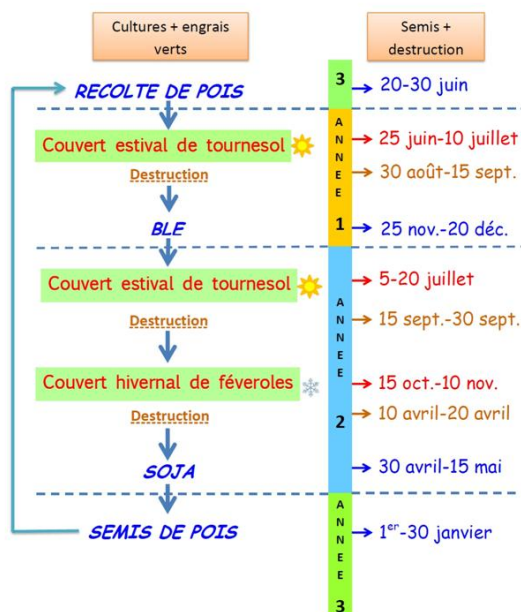 Cultures + engrais
verts
Semis +
destruction
RECOLTE DE POIS
3
20-30 juin
Couvert estival de tournesol
25 juin-10 juillet
Destruction
30 août-15 sept.
ANNEE
1
BLE
25 nov.-20 déc.
Couvert estival de tournesol
5-20 juillet
Destruction
15 sept.-30 sept.
ANNEE
2
Couvert hivernal de féveroles
15 oct.-10 nov.
Destruction
10 avril-20 avril
SOJA
30 avril-15 mai
SEMIS DE POIS
1er-30 janvier
ANNEE
3